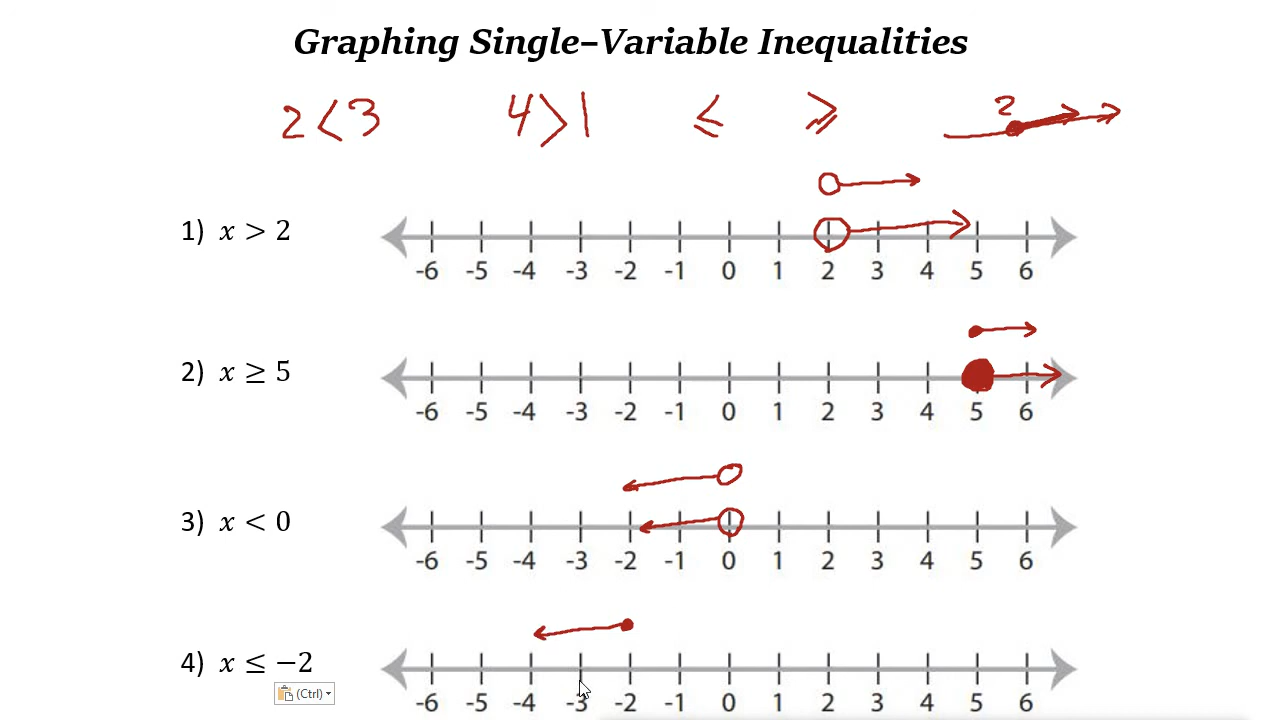 Graphing Single–Variable Inequalities
2 < 3 4 > 1 ≤ ≥ 2
1) x > 2
-6 -5 -4 -3 -2 -1 0 1 2 3 4 5 6
2) x ≥ 5
-6 -5 -4 -3 -2 -1 0 1 2 3 4 5 6
3) x < 0
-6 -5 -4 -3 -2 -1 0 1 2 3 4 5 6
4) x ≤ −2
(Ctrl)
-6 -5 -4 -3 -2 -1 0 1 2 3 4 5 6